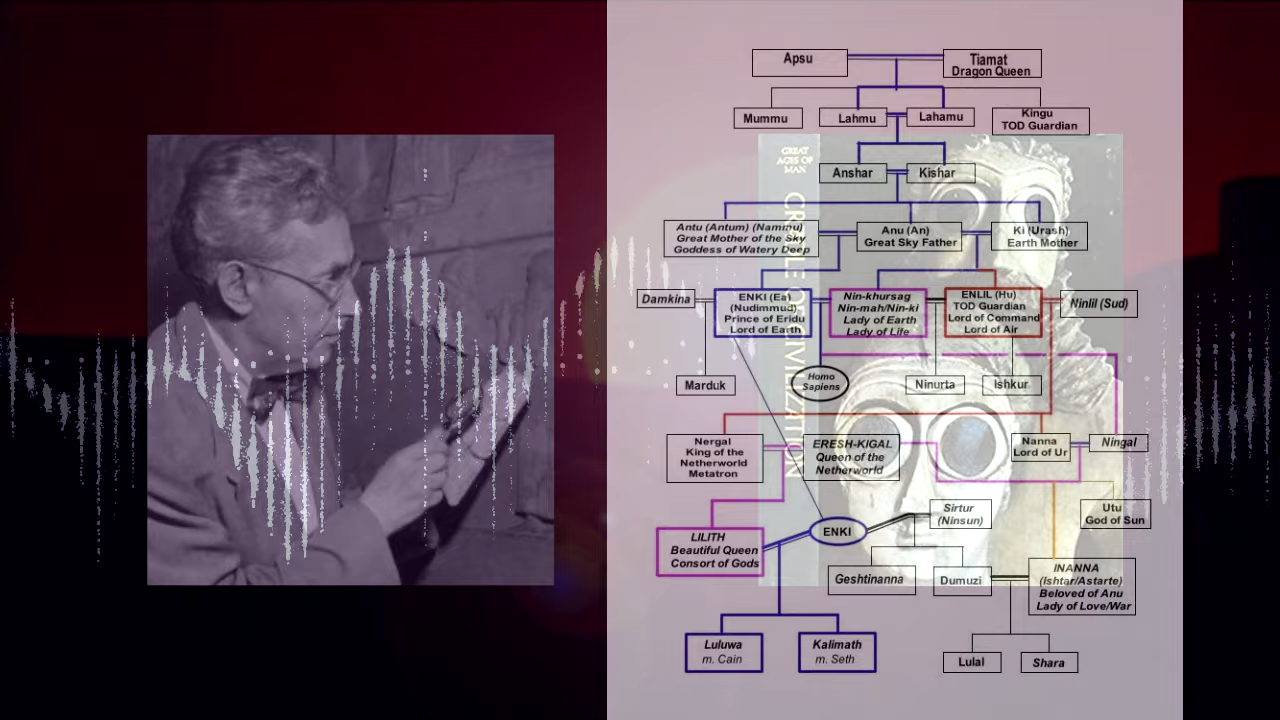 Apsu
Tiamat
Dragon Queen
Mummu
Lahmu
Lahamu
Kingu
TOD Guardian
GREAT
AGES OF
MAN
CRADLE OF CIVILIZATION
Anshar
Kishar
Antu (Antum) (Nammu)
Great Mother of the Sky
Goddess of Watery Deep
Anu (An)
Great Sky Father
Ki (Urash)
Earth Mother
Damkina
ENKI (Ea)
(Nudimmud)
Prince of Eridu
Lord of Earth
Nin-khursag
Nin-mah/Nin-ki
Lady of Earth
Lady of Life
ENLIL (Hu)
TOD Guardian
Lord of Command
Lord of Air
Ninlil (Sud)
Marduk
Homo
Sapiens
Ninurta
Ishkur
Nergal
King of the
Netherworld
Metatron
ERESH-KIGAL
Queen of the
Netherworld
Nanna
Lord of Ur
Ningal
LILITH
Beautiful Queen
Consort of Gods
ENKI
Sirtur
(Ninsun)
Utu
God of Sun
Geshtinanna
Dumuzi
INANNA
(Ishtar/Astarte)
Beloved of Anu
Lady of Love/War
Luluwa
m. Cain
Kalimath
m. Seth
Lulal
Shara